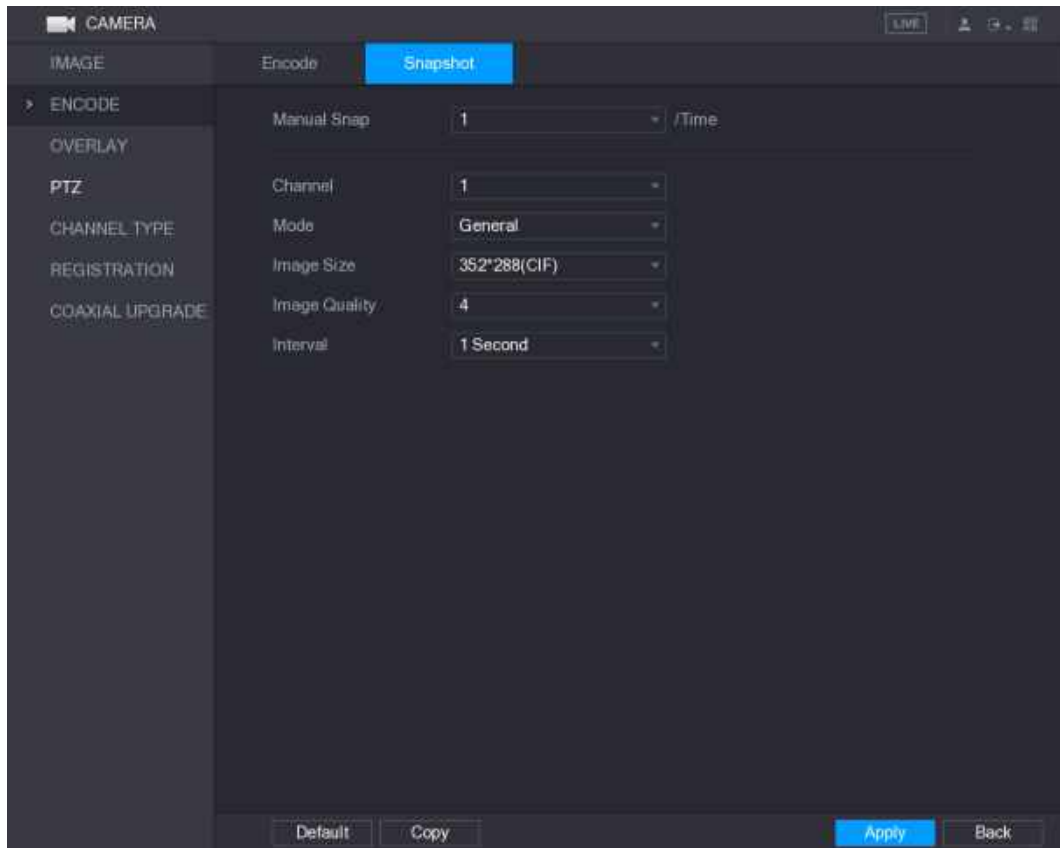 CAMERA LIVE
IMAGE
ENCODE
OVERLAY
PTZ
CHANNEL TYPE
REGISTRATION
COAXIAL UPGRADE
Encode Snapshot
Manual Snap 1 /Time
Channel 1
Mode General
Image Size 352*288(CIF)
Image Quality 4
Interval 1 Second
Default Copy Apply Back